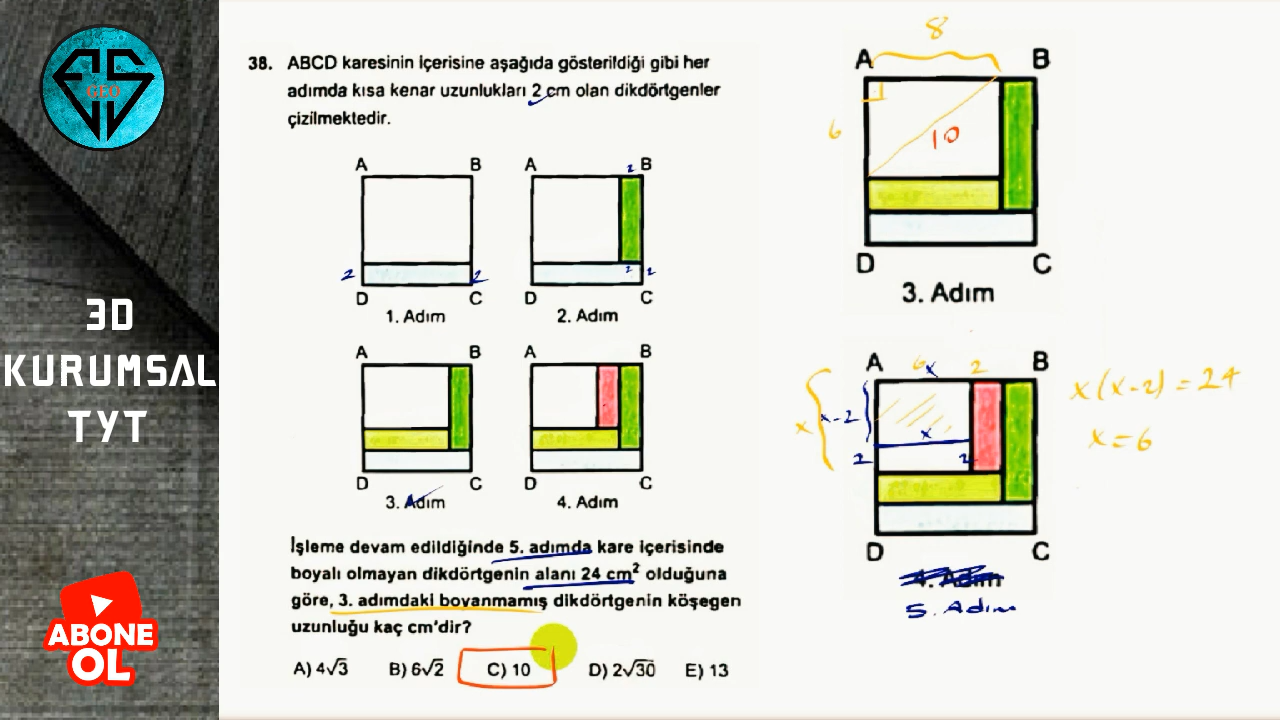 GEO
3D
KURUMSAL
TYT
ABONE
OL
38. ABCD karesinin içerisine aşağıda gösterildiği gibi her
adımda kısa kenar uzunlukları 2 cm olan dikdörtgenler
çizilmektedir.
A B
2 2
D C
1. Adım
A 2 B
2 2
D C
2. Adım
A B
D C
3. Adım
A B
D C
4. Adım
İşleme devam edildiğinde 5. adımda kare içerisinde
boyalı olmayan dikdörtgenin alanı 24 cm² olduğuna
göre, 3. adımdaki boyanmamış dikdörtgenin köşegen
uzunluğu kaç cm'dir?
A) 4√3 B) 6√2 C) 10 D) 2√30 E) 13
8
A B
6 10
D C
3. Adım
A 6 x 2 B
x x-2 x
2 2
D C
4. Adım
5. Adım
x(x-2) = 24
x = 6